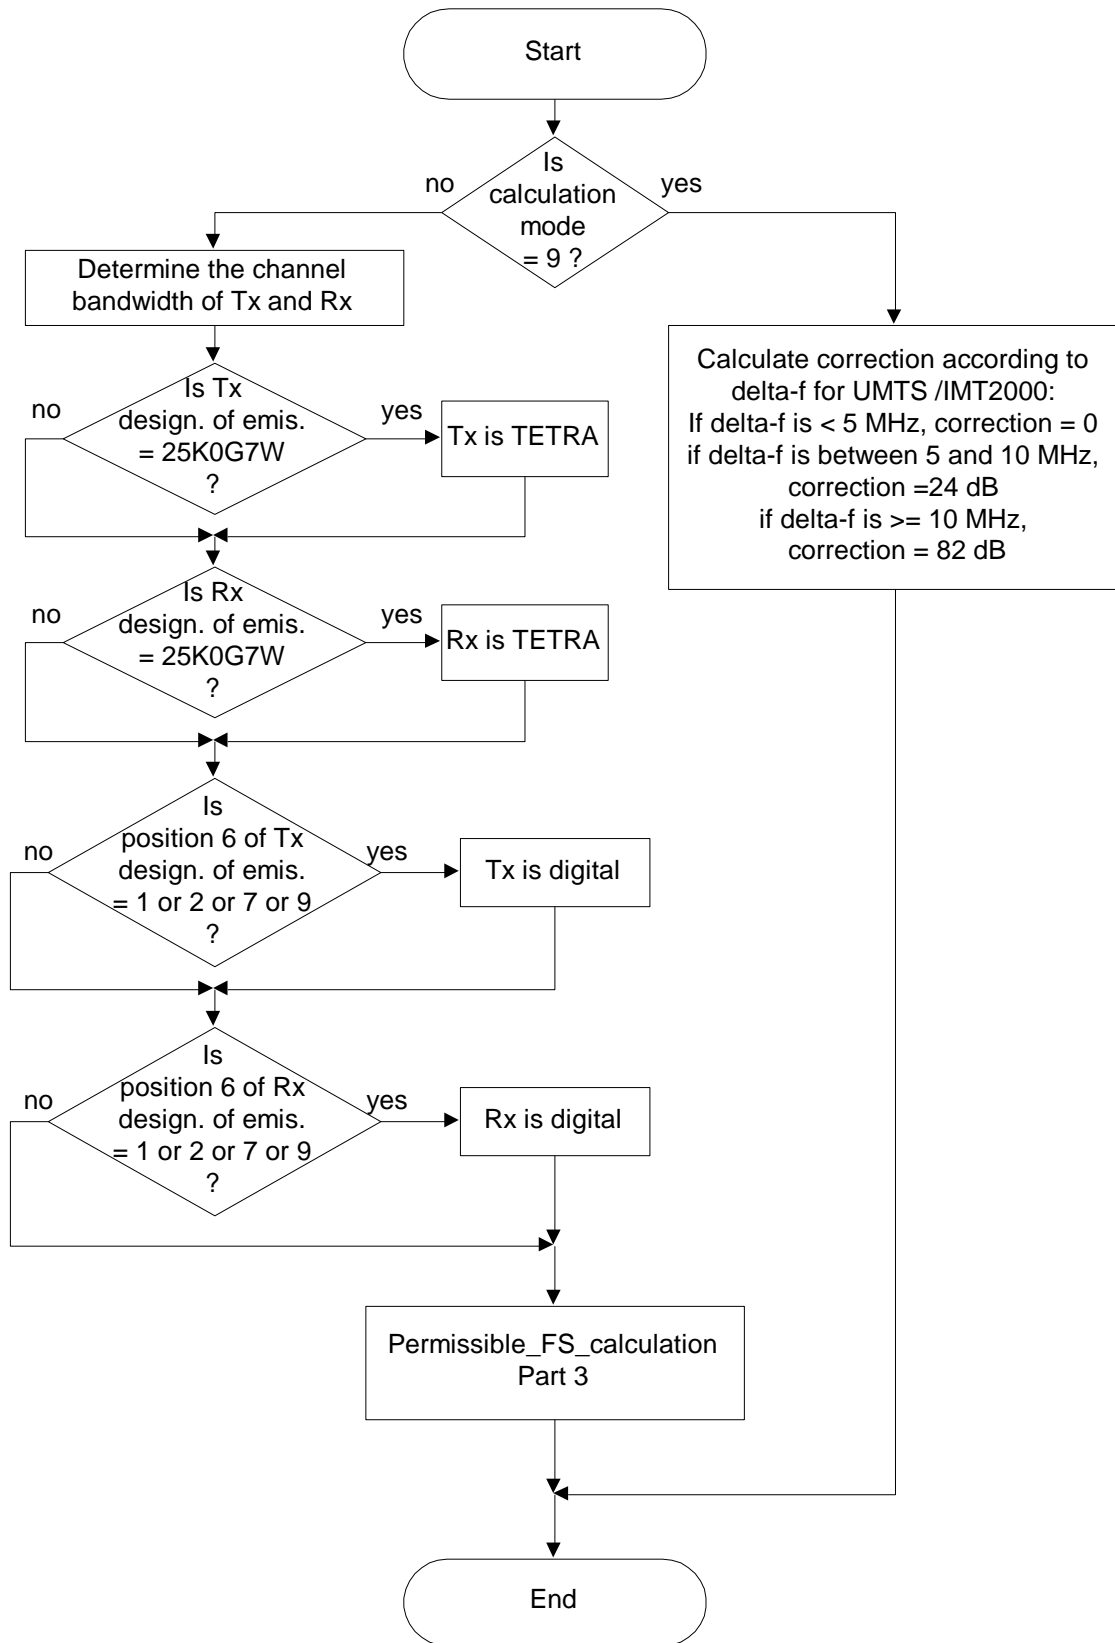 Start
Is
calculation
mode
= 9 ?
no
yes
Determine the channel
bandwidth of Tx and Rx
Calculate correction according to
delta-f for UMTS /IMT2000:
If delta-f is < 5 MHz, correction = 0
if delta-f is between 5 and 10 MHz,
correction =24 dB
if delta-f is >= 10 MHz,
correction = 82 dB
Is Tx
design. of emis.
= 25K0G7W
?
no
yes
Tx is TETRA
Is Rx
design. of emis.
= 25K0G7W
?
no
yes
Rx is TETRA
Is
position 6 of Tx
design. of emis.
= 1 or 2 or 7 or 9
?
no
yes
Tx is digital
Is
position 6 of Rx
design. of emis.
= 1 or 2 or 7 or 9
?
no
yes
Rx is digital
Permissible_FS_calculation
Part 3
End